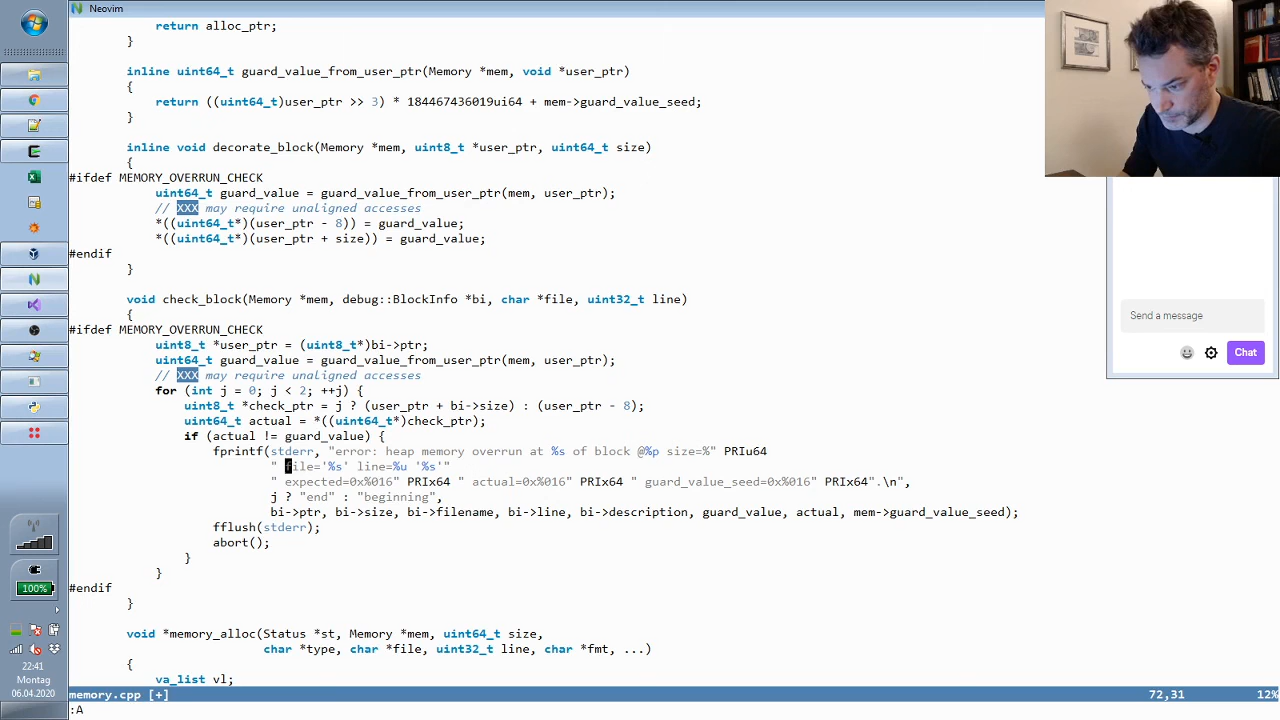 Neovim
return alloc_ptr;
}
inline uint64_t guard_value_from_user_ptr(Memory *mem, void *user_ptr)
{
return ((uint64_t)user_ptr >> 3) * 184467436019ui64 + mem->guard_value_seed;
}
inline void decorate_block(Memory *mem, uint8_t *user_ptr, uint64_t size)
{
#ifdef MEMORY_OVERRUN_CHECK
uint64_t guard_value = guard_value_from_user_ptr(mem, user_ptr);
// XXX may require unaligned accesses
*((uint64_t*)(user_ptr - 8)) = guard_value;
*((uint64_t*)(user_ptr + size)) = guard_value;
#endif
}
void check_block(Memory *mem, debug::BlockInfo *bi, char *file, uint32_t line)
{
#ifdef MEMORY_OVERRUN_CHECK
uint8_t *user_ptr = (uint8_t*)bi->ptr;
uint64_t guard_value = guard_value_from_user_ptr(mem, user_ptr);
// XXX may require unaligned accesses
for (int j = 0; j < 2; ++j) {
uint8_t *check_ptr = j ? (user_ptr + bi->size) : (user_ptr - 8);
uint64_t actual = *((uint64_t*)check_ptr);
if (actual != guard_value) {
fprintf(stderr, "error: heap memory overrun at %s of block @%p size=%" PRIu64
" file='%s' line=%u '%s'"
" expected=0x%016" PRIx64 " actual=0x%016" PRIx64 " guard_value_seed=0x%016" PRIx64".\n",
j ? "end" : "beginning",
bi->ptr, bi->size, bi->filename, bi->line, bi->description, guard_value, actual, mem->guard_value_seed);
fflush(stderr);
abort();
}
}
#endif
}
void *memory_alloc(Status *st, Memory *mem, uint64_t size,
char *type, char *file, uint32_t line, char *fmt, ...)
{
va_list vl;
memory.cpp [+] 72,31 12%
:A
Send a message
Chat
100%
22:41
Montag
06.04.2020